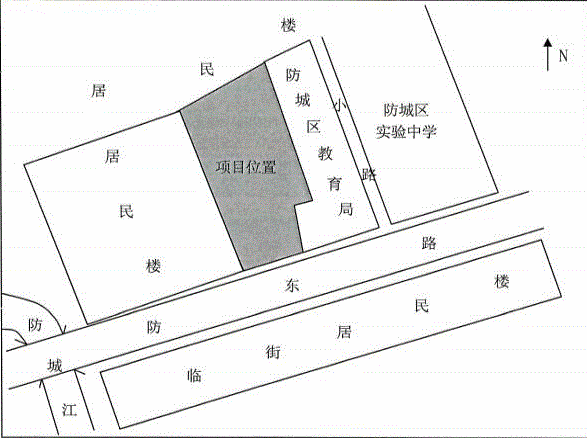 居民楼
N
防城区教育局
小路
防城区
实验中学
居民楼
项目位置
防东路
防城江
临街居民楼